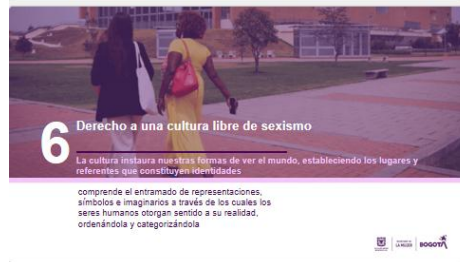 6
Derecho a una cultura libre de sexismo
La cultura instaura nuestras formas de ver el mundo, estableciendo los lugares y
referentes que constituyen identidades
comprende el entramado de representaciones,
símbolos e imaginarios a través de los cuales los
seres humanos otorgan sentido a su realidad,
ordenándola y categorizándola
LA MUJER
BOGOTÁ